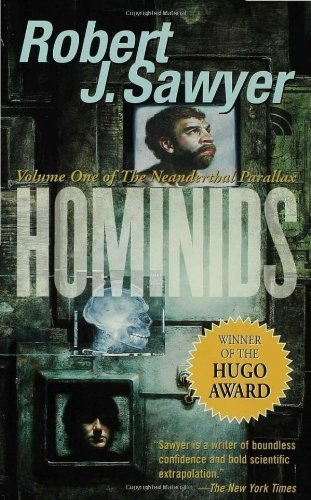 Robert
J. Sawyer
Volume One of The Neanderthal Parallax
HOMINIDS
WINNER
OF THE
HUGO
AWARD
"Sawyer is a writer of boundless
confidence and bold scientific
extrapolation."
—The New York Times